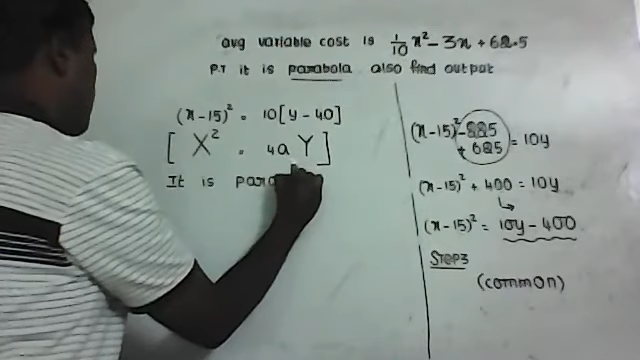 avg variable cost is 1/10 x² - 3x + 62.5
P.T it is parabola also find output
(x-15)² = 10[y-40]
[X² = 4aY]
It is para
(x-15)² -225 + 625 = 10y
(x-15)² + 400 = 10y
(x-15)² = 10y - 400
STEP3
(common)